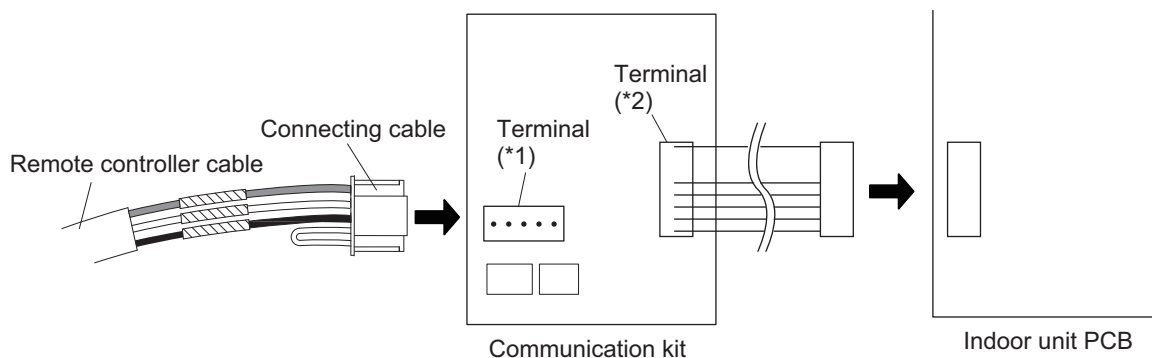 Remote controller cable
Connecting cable
Terminal
(*1)
Terminal
(*2)
Communication kit
Indoor unit PCB